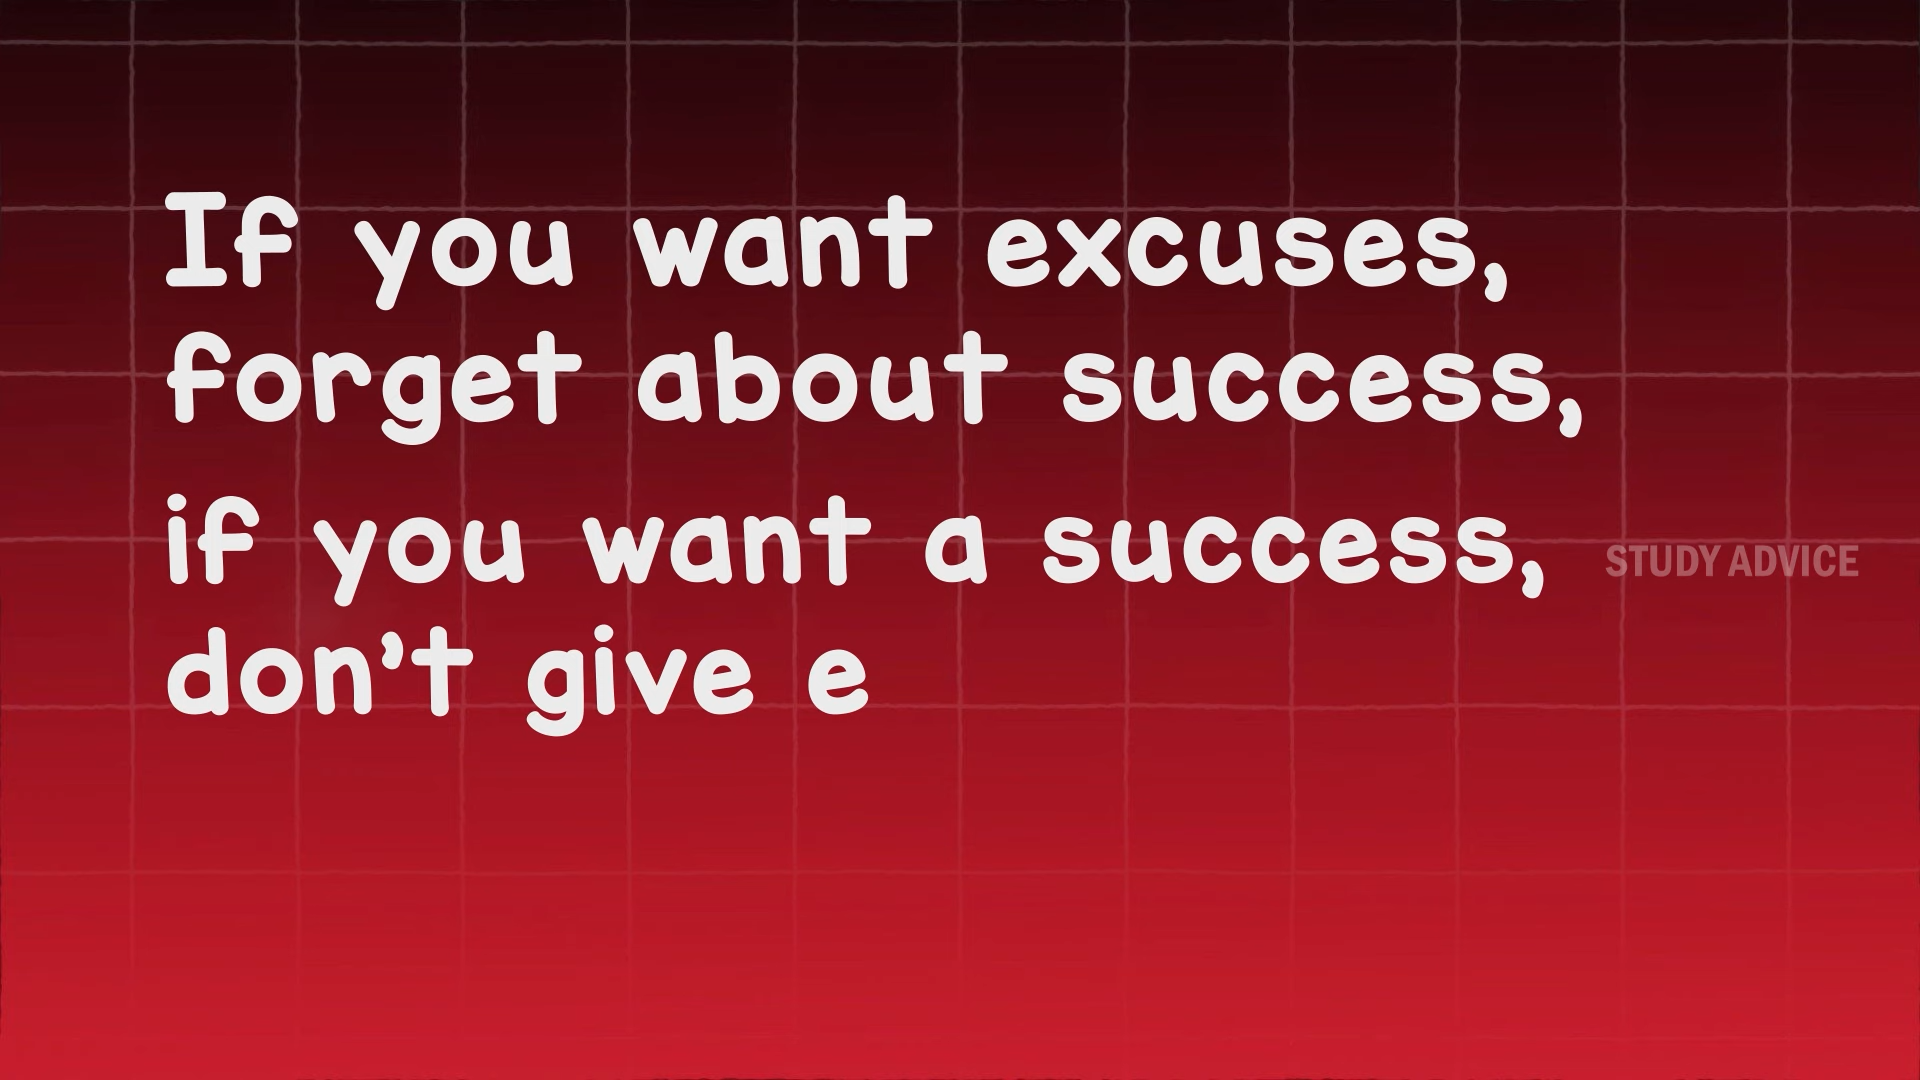 If you want excuses,
forget about success,
if you want a success,
don't give e
STUDY ADVICE